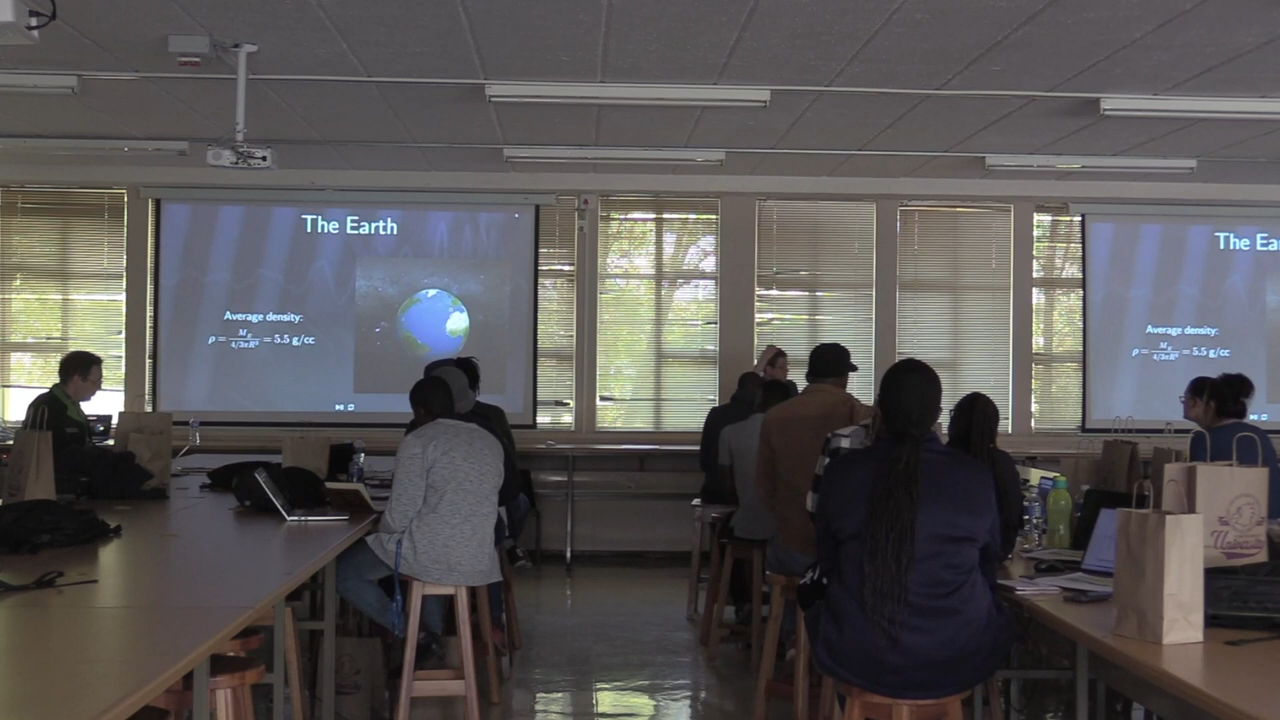 The Earth
Average density:
ρ = M_E / 4/3πR³ = 5.5 g/cc
The Ea
Average density:
ρ = M_E / 4/3πR³ = 5.5 g/cc